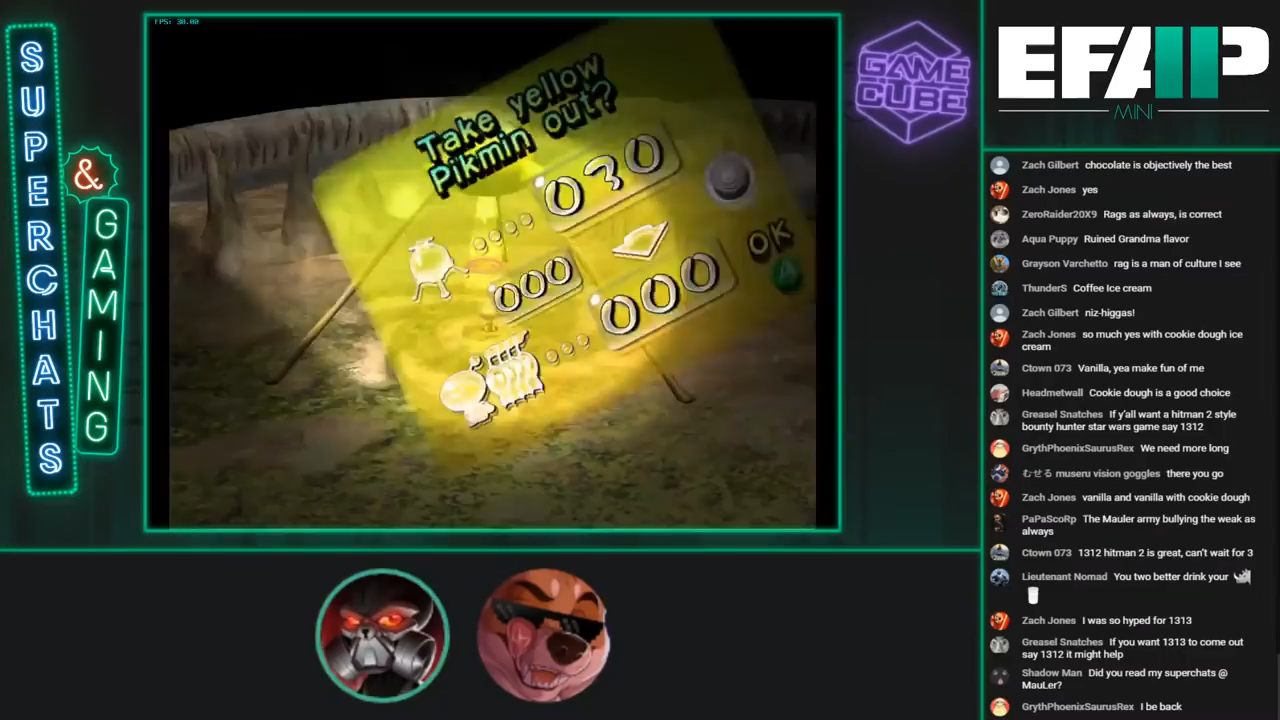 FPS: 30.00
SUPERCHATS
&
GAMING
Take yellow
Pikmin out?
030
000
000
OK
GAME
CUBE
EFAP
MINI
Zach Gilbert chocolate is objectively the best
Zach Jones yes
ZeroRaider20X9 Rags as always, is correct
Aqua Puppy Ruined Grandma flavor
Grayson Varchetto rag is a man of culture I see
ThunderS Coffee Ice cream
Zach Gilbert niz-higgas!
Zach Jones so much yes with cookie dough ice
cream
Ctown 073 Vanilla, yea make fun of me
Headmetwall Cookie dough is a good choice
Greasel Snatches If y'all want a hitman 2 style
bounty hunter star wars game say 1312
GrythPhoenixSaurusRex We need more long
むせる museru vision goggles there you go
Zach Jones vanilla and vanilla with cookie dough
PaPaScoRp The Mauler army bullying the weak as
always
Ctown 073 1312 hitman 2 is great, can't wait for 3
Lieutenant Nomad You two better drink your
Zach Jones I was so hyped for 1313
Greasel Snatches If you want 1313 to come out
say 1312 it might help
Shadow Man Did you read my superchats @
MauLer?
GrythPhoenixSaurusRex I be back